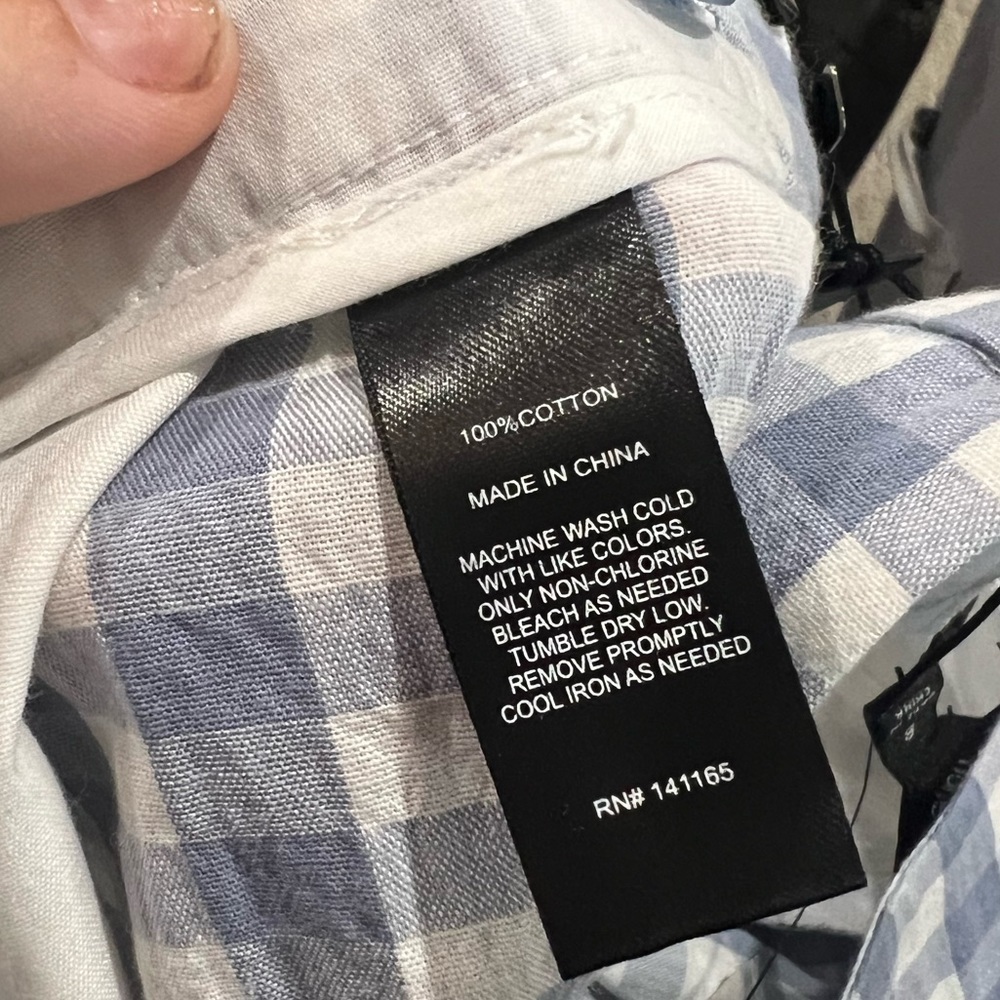 100%COTTON
MADE IN CHINA
MACHINE WASH COLD
WITH LIKE COLORS.
ONLY NON-CHLORINE
BLEACH AS NEEDED
TUMBLE DRY LOW.
REMOVE PROMPTLY
COOL IRON AS NEEDED
RN# 141165